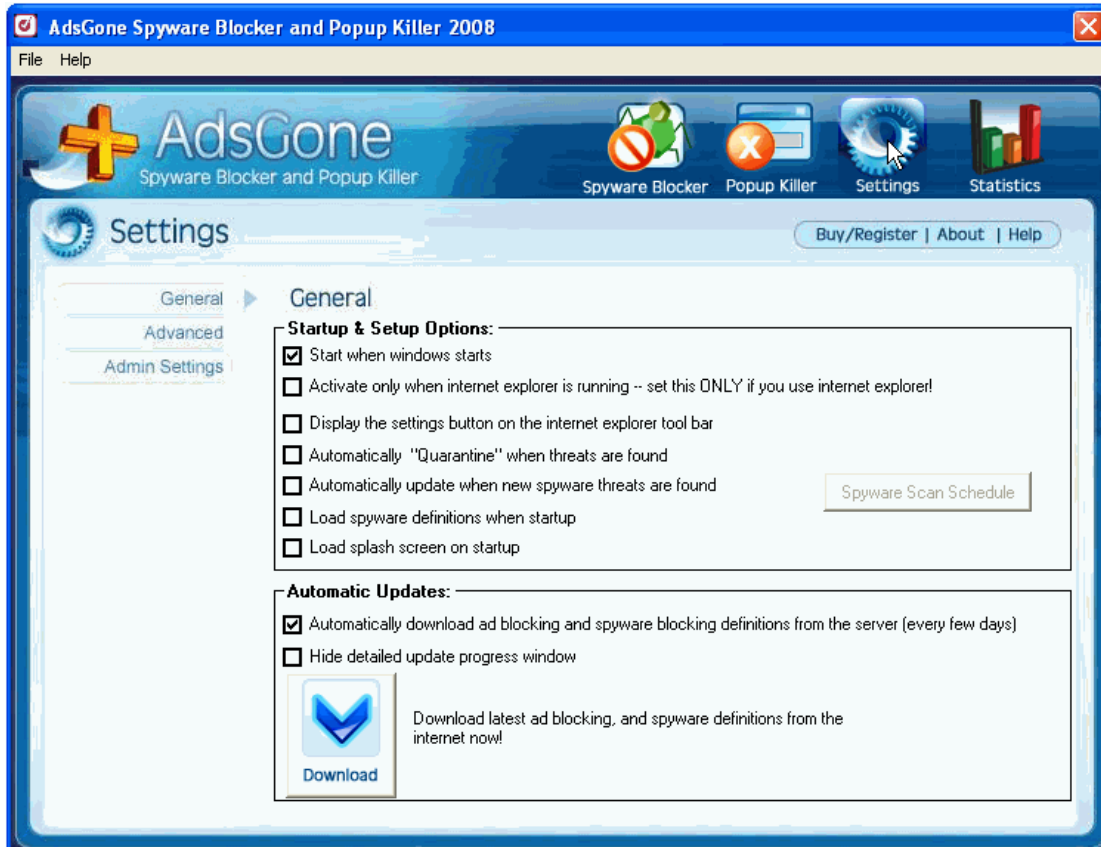 AdsGone Spyware Blocker and Popup Killer 2008
File Help
AdsGone
Spyware Blocker and Popup Killer
Spyware Blocker Popup Killer Settings Statistics
Settings
Buy/Register | About | Help
General
Advanced
Admin Settings
General
Startup & Setup Options:
Start when windows starts
Activate only when internet explorer is running -- set this ONLY if you use internet explorer!
Display the settings button on the internet explorer tool bar
Automatically "Quarantine" when threats are found
Automatically update when new spyware threats are found
Spyware Scan Schedule
Load spyware definitions when startup
Load splash screen on startup
Automatic Updates:
Automatically download ad blocking and spyware blocking definitions from the server (every few days)
Hide detailed update progress window
Download latest ad blocking, and spyware definitions from the
internet now!
Download